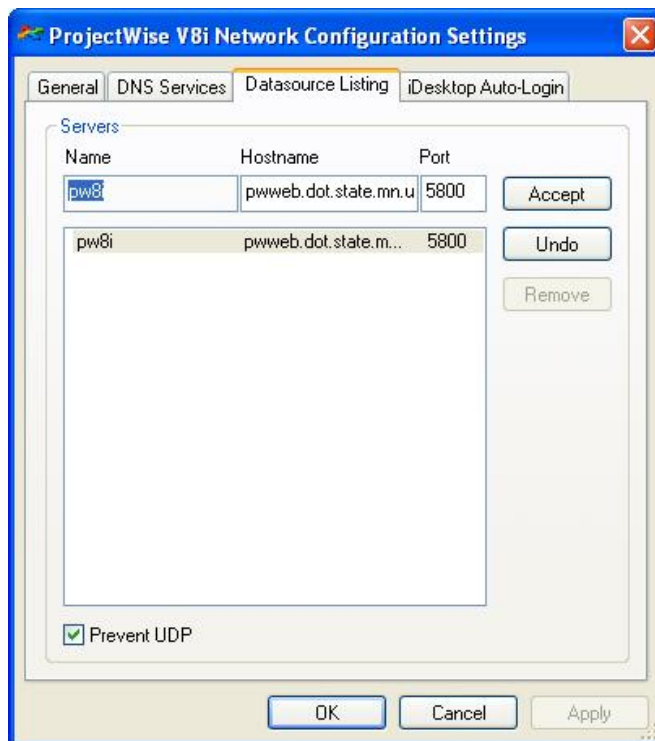 ProjectWise V8i Network Configuration Settings
General DNS Services Datasource Listing iDesktop Auto-Login
Servers
Name Hostname Port
pw8i pwweb.dot.state.mn.u 5800 Accept
pw8i pwweb.dot.state.m... 5800 Undo
Remove
Prevent UDP
OK Cancel Apply